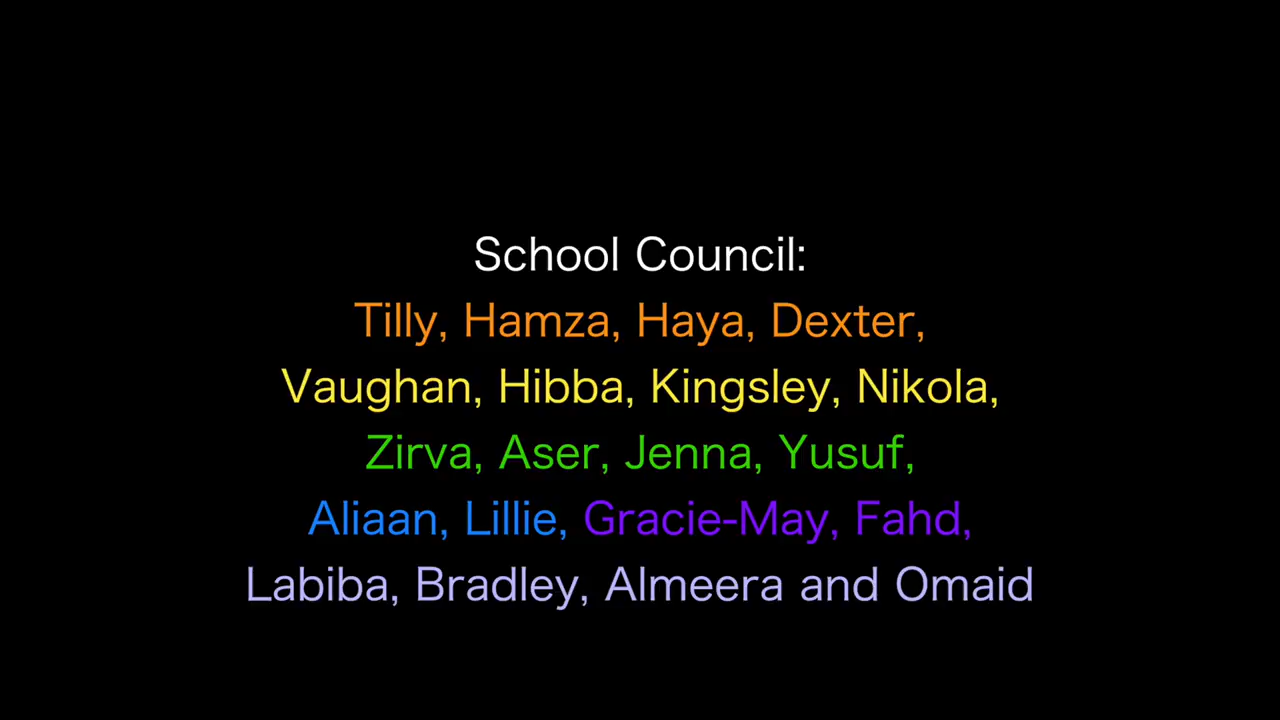 School Council:
Tilly, Hamza, Haya, Dexter,
Vaughan, Hibba, Kingsley, Nikola,
Zirva, Aser, Jenna, Yusuf,
Aliaan, Lillie, Gracie-May, Fahd,
Labiba, Bradley, Almeera and Omaid